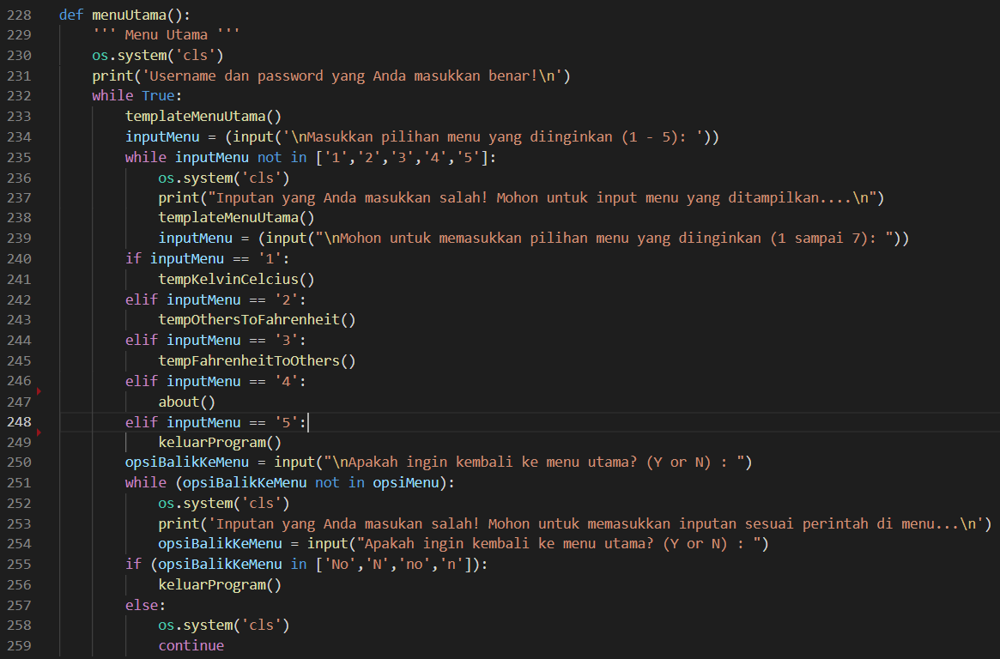 228 def menuUtama():
229     ''' Menu Utama '''
230     os.system('cls')
231     print('Username dan password yang Anda masukkan benar!\n')
232     while True:
233         templateMenuUtama()
234         inputMenu = (input('\nMasukkan pilihan menu yang diinginkan (1 - 5): '))
235         while inputMenu not in ['1','2','3','4','5']:
236             os.system('cls')
237             print("Inputan yang Anda masukkan salah! Mohon untuk input menu yang ditampilkan....\n")
238             templateMenuUtama()
239             inputMenu = (input("\nMohon untuk memasukkan pilihan menu yang diinginkan (1 sampai 7): "))
240         if inputMenu == '1':
241             tempKelvinCelcius()
242         elif inputMenu == '2':
243             tempOthersToFahrenheit()
244         elif inputMenu == '3':
245             tempFahrenheitToOthers()
246         elif inputMenu == '4':
247             about()
248         elif inputMenu == '5':
249             keluarProgram()
250         opsiBalikKeMenu = input("\nApakah ingin kembali ke menu utama? (Y or N) : ")
251         while (opsiBalikKeMenu not in opsiMenu):
252             os.system('cls')
253             print('Inputan yang Anda masukan salah! Mohon untuk memasukkan inputan sesuai perintah di menu...\n')
254             opsiBalikKeMenu = input("Apakah ingin kembali ke menu utama? (Y or N) : ")
255         if (opsiBalikKeMenu in ['No','N','no','n']):
256             keluarProgram()
257         else:
258             os.system('cls')
259             continue